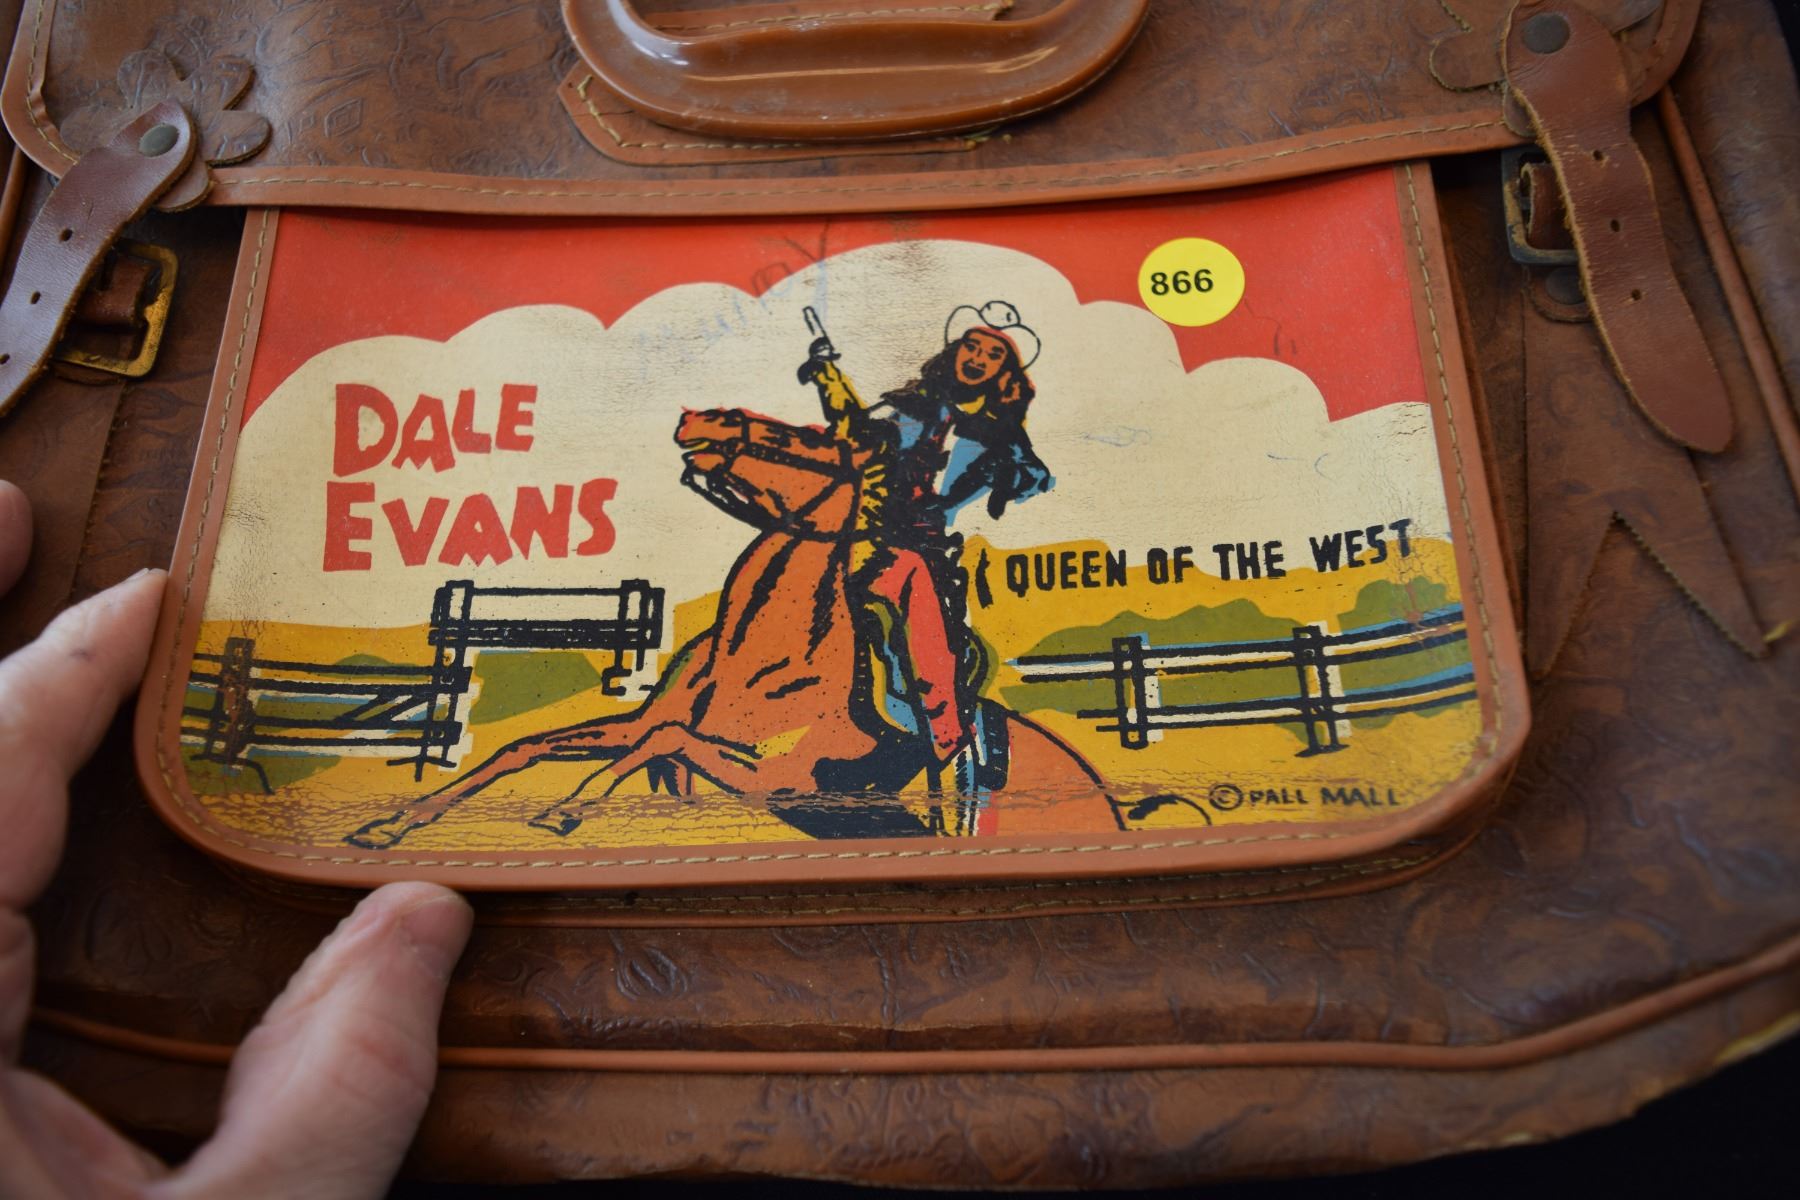 866
DALE
EVANS
QUEEN OF THE WEST
© PALL MALL